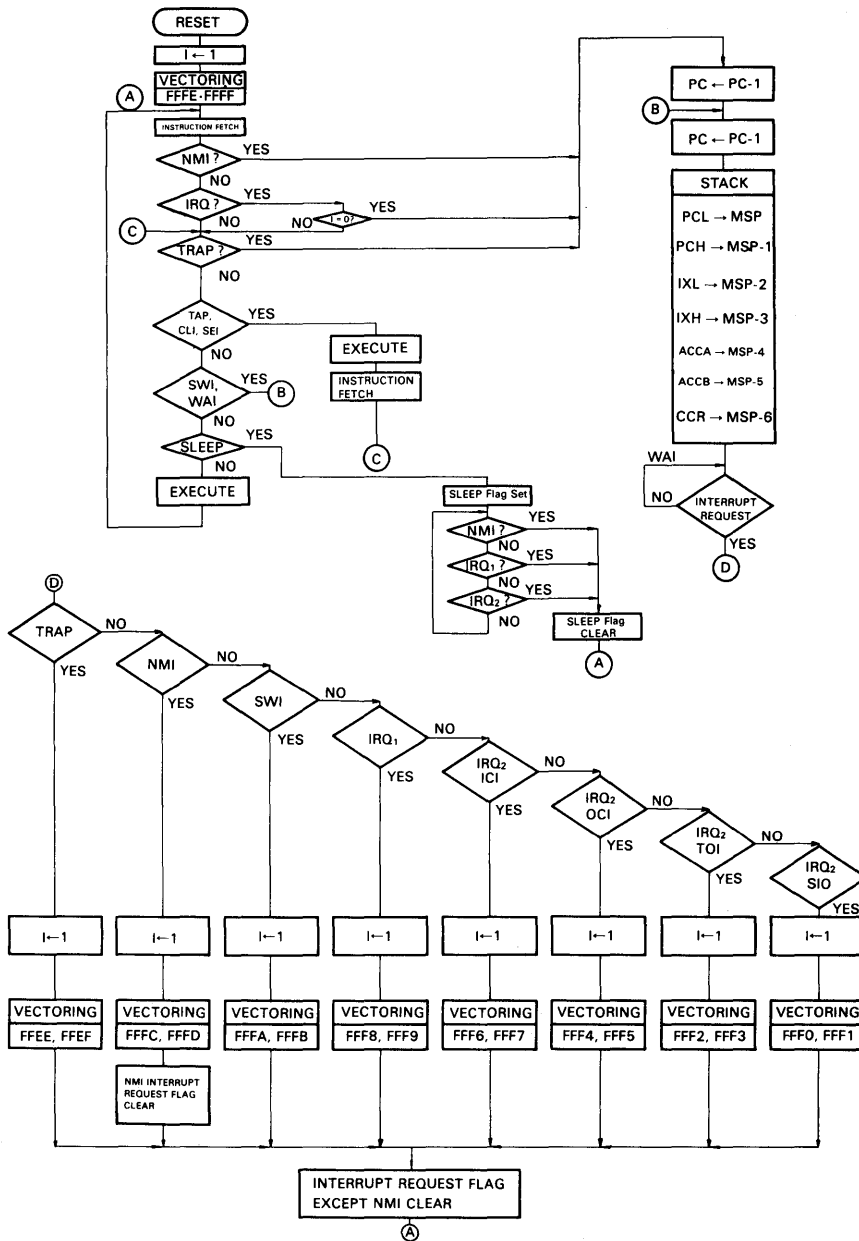 RESET
I ← 1
VECTORING
FFFE · FFFF
A
INSTRUCTION FETCH
NMI ?
YES
NO
IRQ ?
YES
NO
I = 0?
YES
NO
C
TRAP ?
YES
NO
TAP,
CLI, SEI
YES
NO
EXECUTE
INSTRUCTION
FETCH
C
SWI,
WAI
YES
B
NO
SLEEP
YES
NO
EXECUTE
SLEEP Flag Set
NMI ?
YES
NO
IRQ₁ ?
YES
NO
IRQ₂ ?
YES
NO
SLEEP Flag
CLEAR
A
PC ← PC-1
B
PC ← PC-1
STACK
PCL → MSP
PCH → MSP-1
IXL → MSP-2
IXH → MSP-3
ACCA → MSP-4
ACCB → MSP-5
CCR → MSP-6
WAI
NO
INTERRUPT
REQUEST
YES
D
D
TRAP
NO
YES
NMI
NO
YES
SWI
NO
YES
IRQ₁
NO
YES
IRQ₂
ICI
NO
YES
IRQ₂
OCI
NO
YES
IRQ₂
TOI
NO
YES
IRQ₂
SIO
YES
I←1
I←1
I←1
I←1
I←1
I←1
I←1
I←1
VECTORING
FFEE, FFEF
VECTORING
FFFC, FFFD
VECTORING
FFFA, FFFB
VECTORING
FFF8, FFF9
VECTORING
FFF6, FFF7
VECTORING
FFF4, FFF5
VECTORING
FFF2, FFF3
VECTORING
FFF0, FFF1
NMI INTERRUPT
REQUEST FLAG
CLEAR
INTERRUPT REQUEST FLAG
EXCEPT NMI CLEAR
A